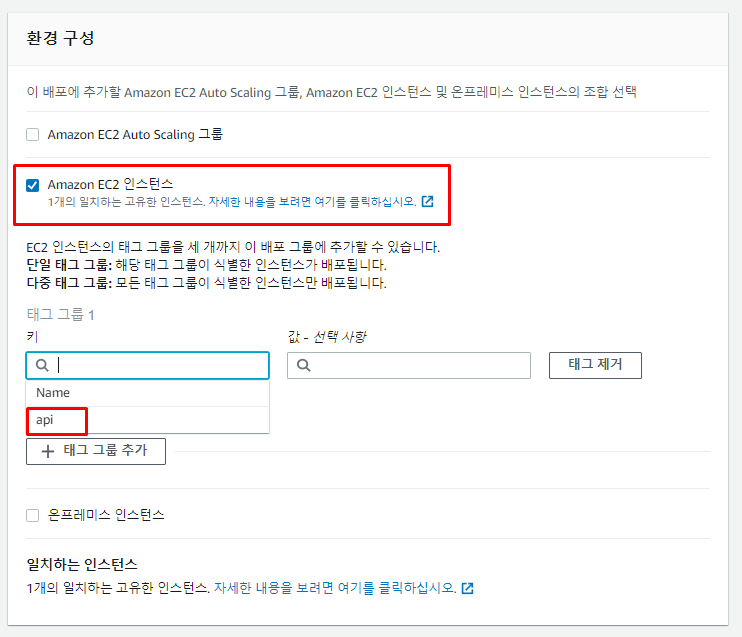 환경 구성
이 배포에 추가할 Amazon EC2 Auto Scaling 그룹, Amazon EC2 인스턴스 및 온프레미스 인스턴스의 조합 선택
Amazon EC2 Auto Scaling 그룹
Amazon EC2 인스턴스
1개의 일치하는 고유한 인스턴스. 자세한 내용을 보려면 여기를 클릭하십시오.
EC2 인스턴스의 태그 그룹을 세 개까지 이 배포 그룹에 추가할 수 있습니다.
단일 태그 그룹: 해당 태그 그룹이 식별한 인스턴스가 배포됩니다.
다중 태그 그룹: 모든 태그 그룹이 식별한 인스턴스만 배포됩니다.
태그 그룹 1
키 값 - 선택 사항
태그 제거
Name
api
+ 태그 그룹 추가
온프레미스 인스턴스
일치하는 인스턴스
1개의 일치하는 고유한 인스턴스. 자세한 내용을 보려면 여기를 클릭하십시오.